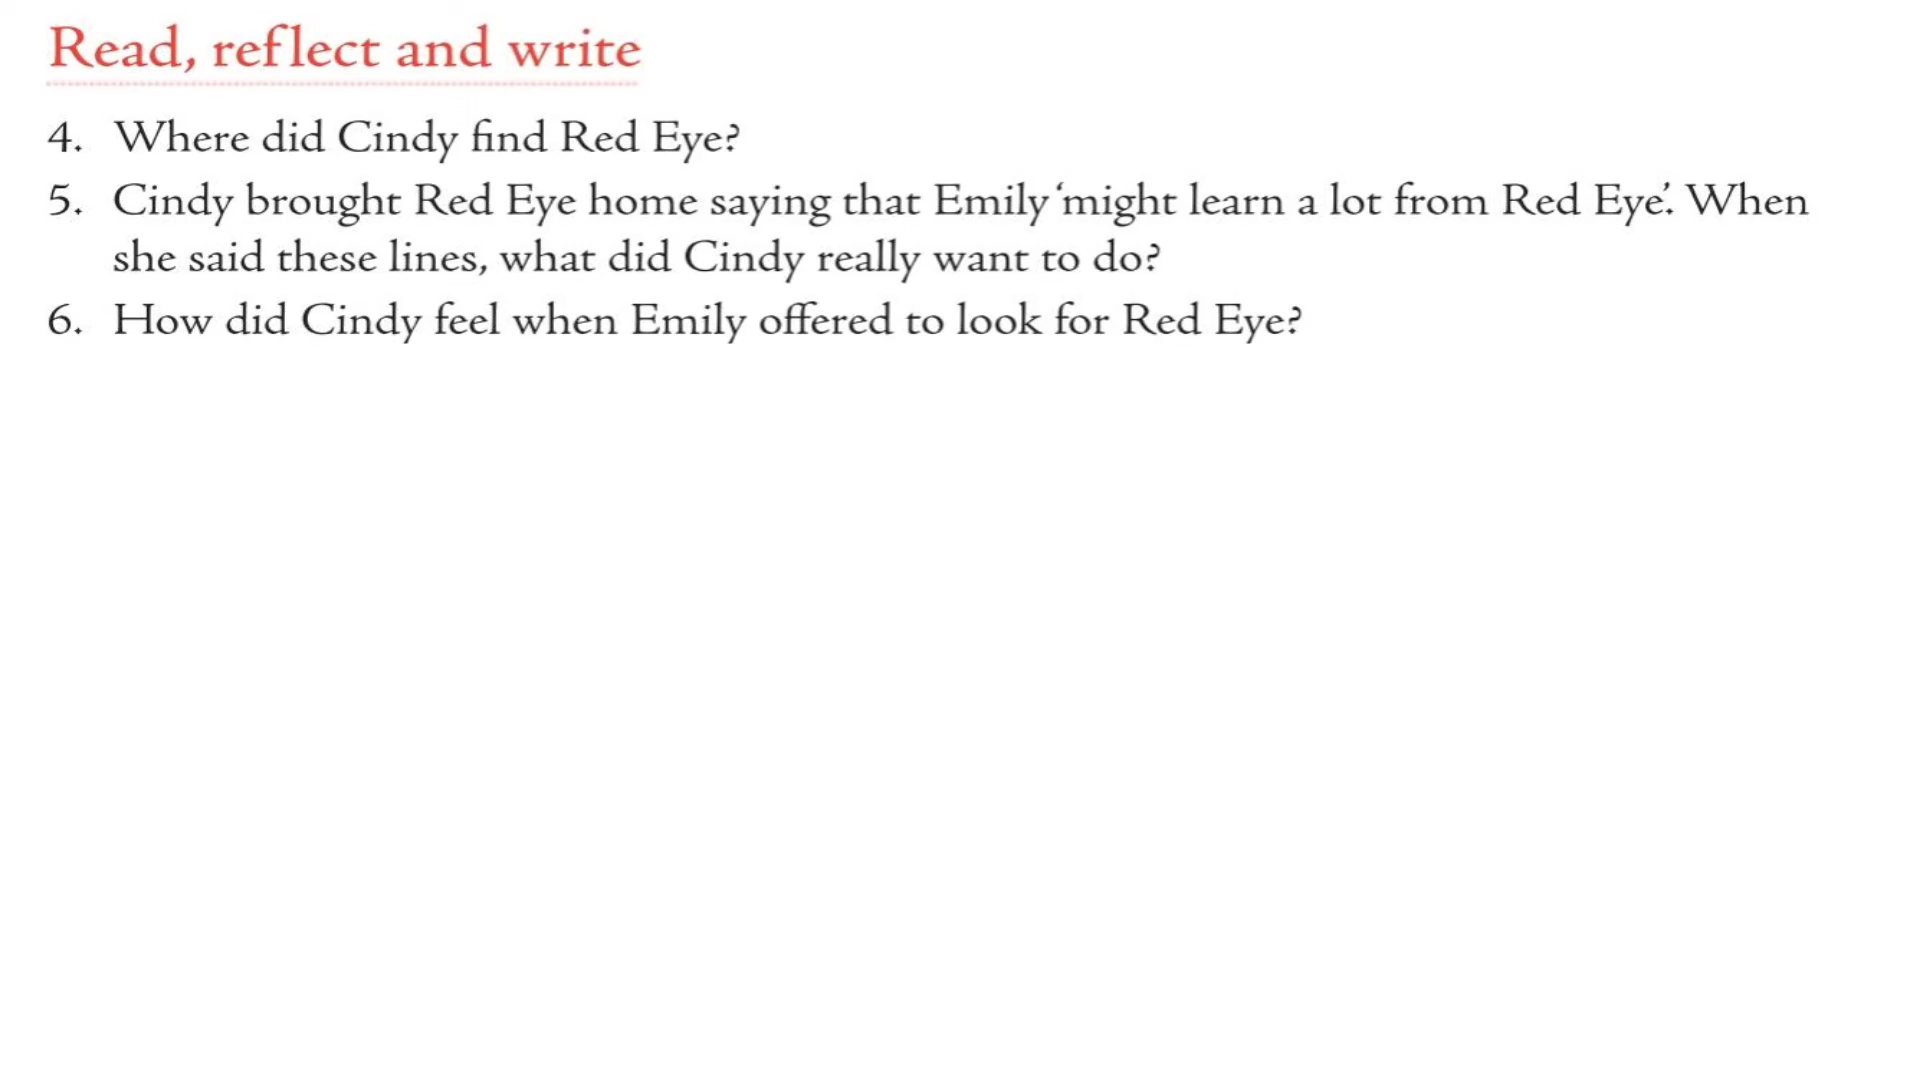 Read, reflect and write
4. Where did Cindy find Red Eye?
5. Cindy brought Red Eye home saying that Emily ‘might learn a lot from Red Eye’. When
she said these lines, what did Cindy really want to do?
6. How did Cindy feel when Emily offered to look for Red Eye?